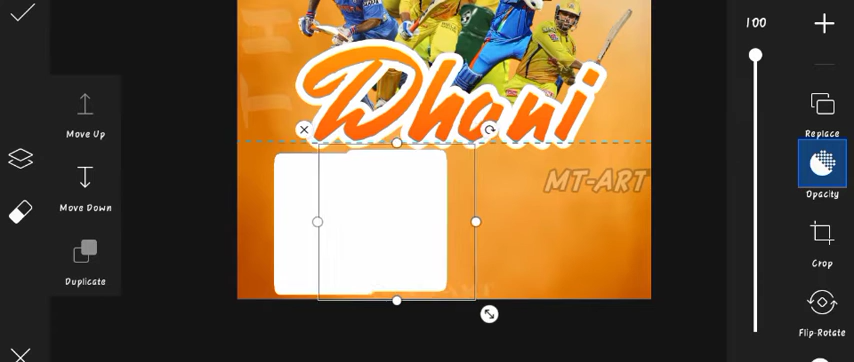 100
Move Up
Replace
Dhoni
Opacity
MT-ART
Move Down
Crop
Duplicate
Flip-Rotate